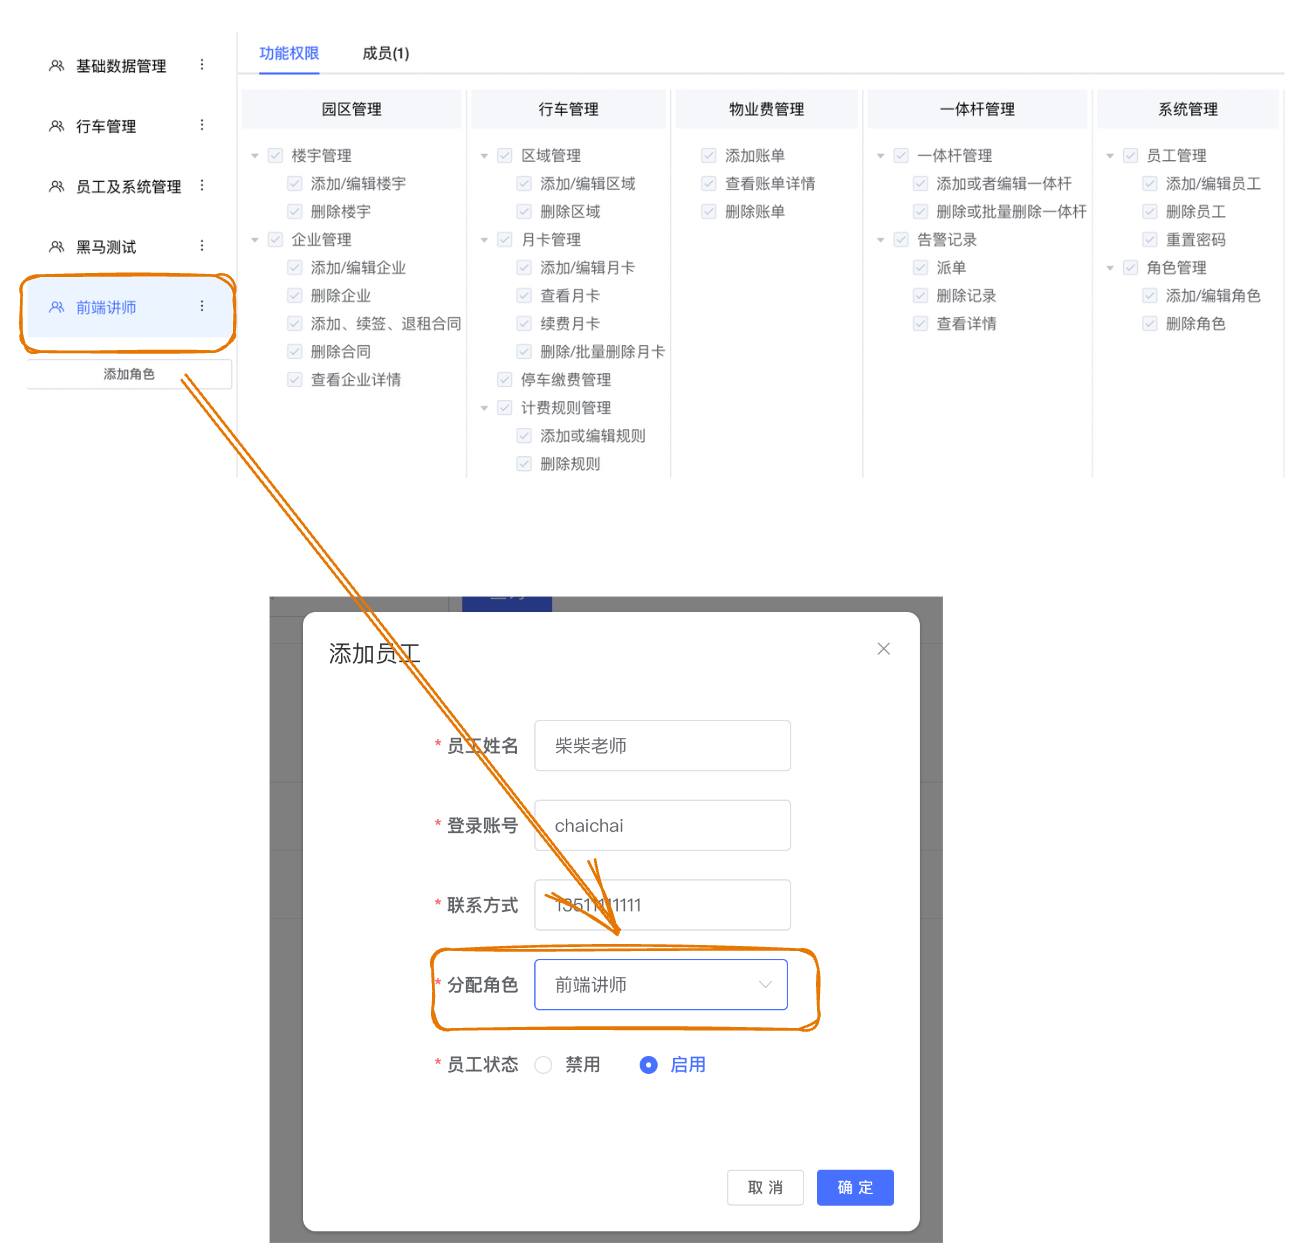 基础数据管理
行车管理
员工及系统管理
黑马测试
前端讲师
添加角色
功能权限 成员(1)
园区管理
楼宇管理
添加/编辑楼宇
删除楼宇
企业管理
添加/编辑企业
删除企业
添加、续签、退租合同
删除合同
查看企业详情
行车管理
区域管理
添加/编辑区域
删除区域
月卡管理
添加/编辑月卡
查看月卡
续费月卡
删除/批量删除月卡
停车缴费管理
计费规则管理
添加或编辑规则
删除规则
物业费管理
添加账单
查看账单详情
删除账单
一体杆管理
一体杆管理
添加或者编辑一体杆
删除或批量删除一体杆
告警记录
派单
删除记录
查看详情
系统管理
员工管理
添加/编辑员工
删除员工
重置密码
角色管理
添加/编辑角色
删除角色
添加员工
* 员工姓名 柴柴老师
* 登录账号 chaichai
* 联系方式 13511111111
* 分配角色 前端讲师
* 员工状态 禁用 启用
取 消 确 定